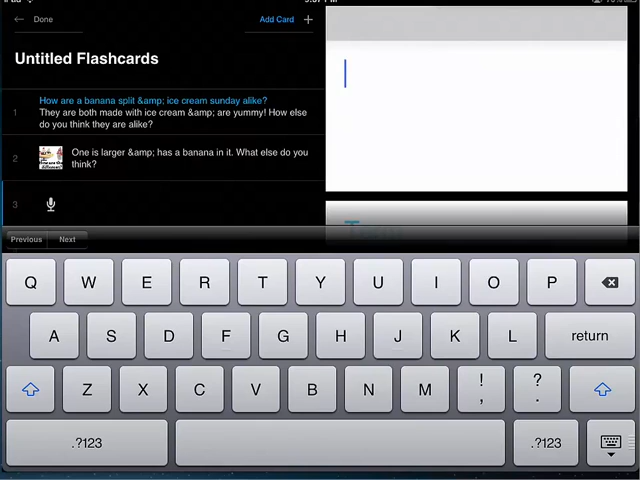 Done
Add Card +
Untitled Flashcards
1
How are a banana split &amp; ice cream sunday alike?
They are both made with ice cream &amp; are yummy! How else
do you think they are alike?
2
One is larger &amp; has a banana in it. What else do you
think?
3
Term
Previous Next
Q W E R T Y U I O P
A S D F G H J K L return
Z X C V B N M ! , ? .
.?123 .?123